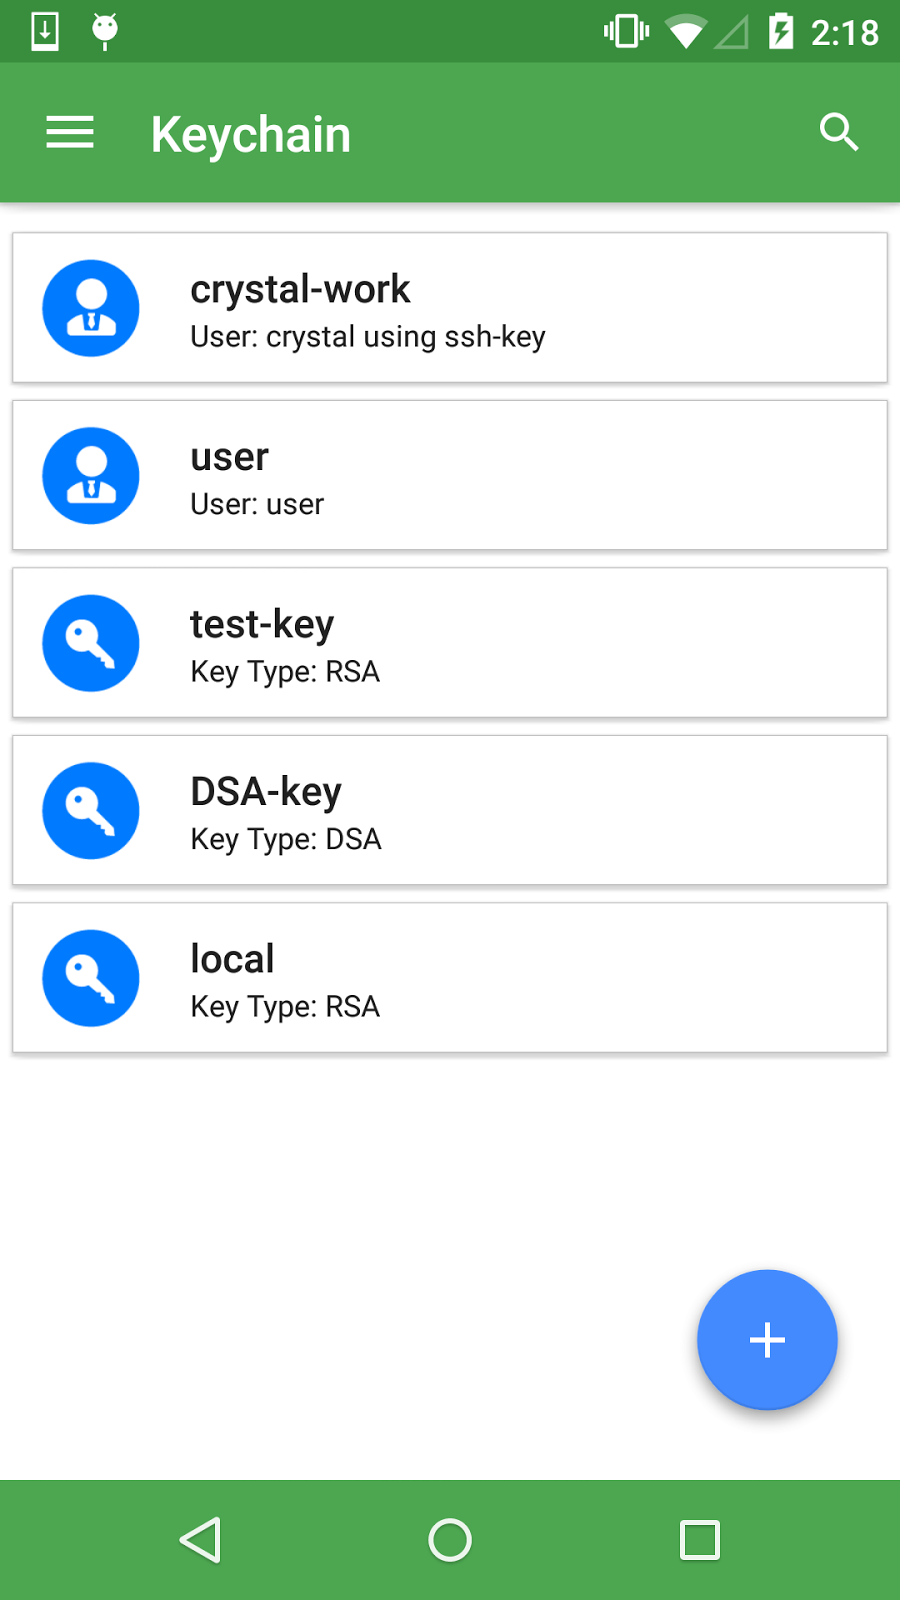 2:18
Keychain
crystal-work
User: crystal using ssh-key
user
User: user
test-key
Key Type: RSA
DSA-key
Key Type: DSA
local
Key Type: RSA